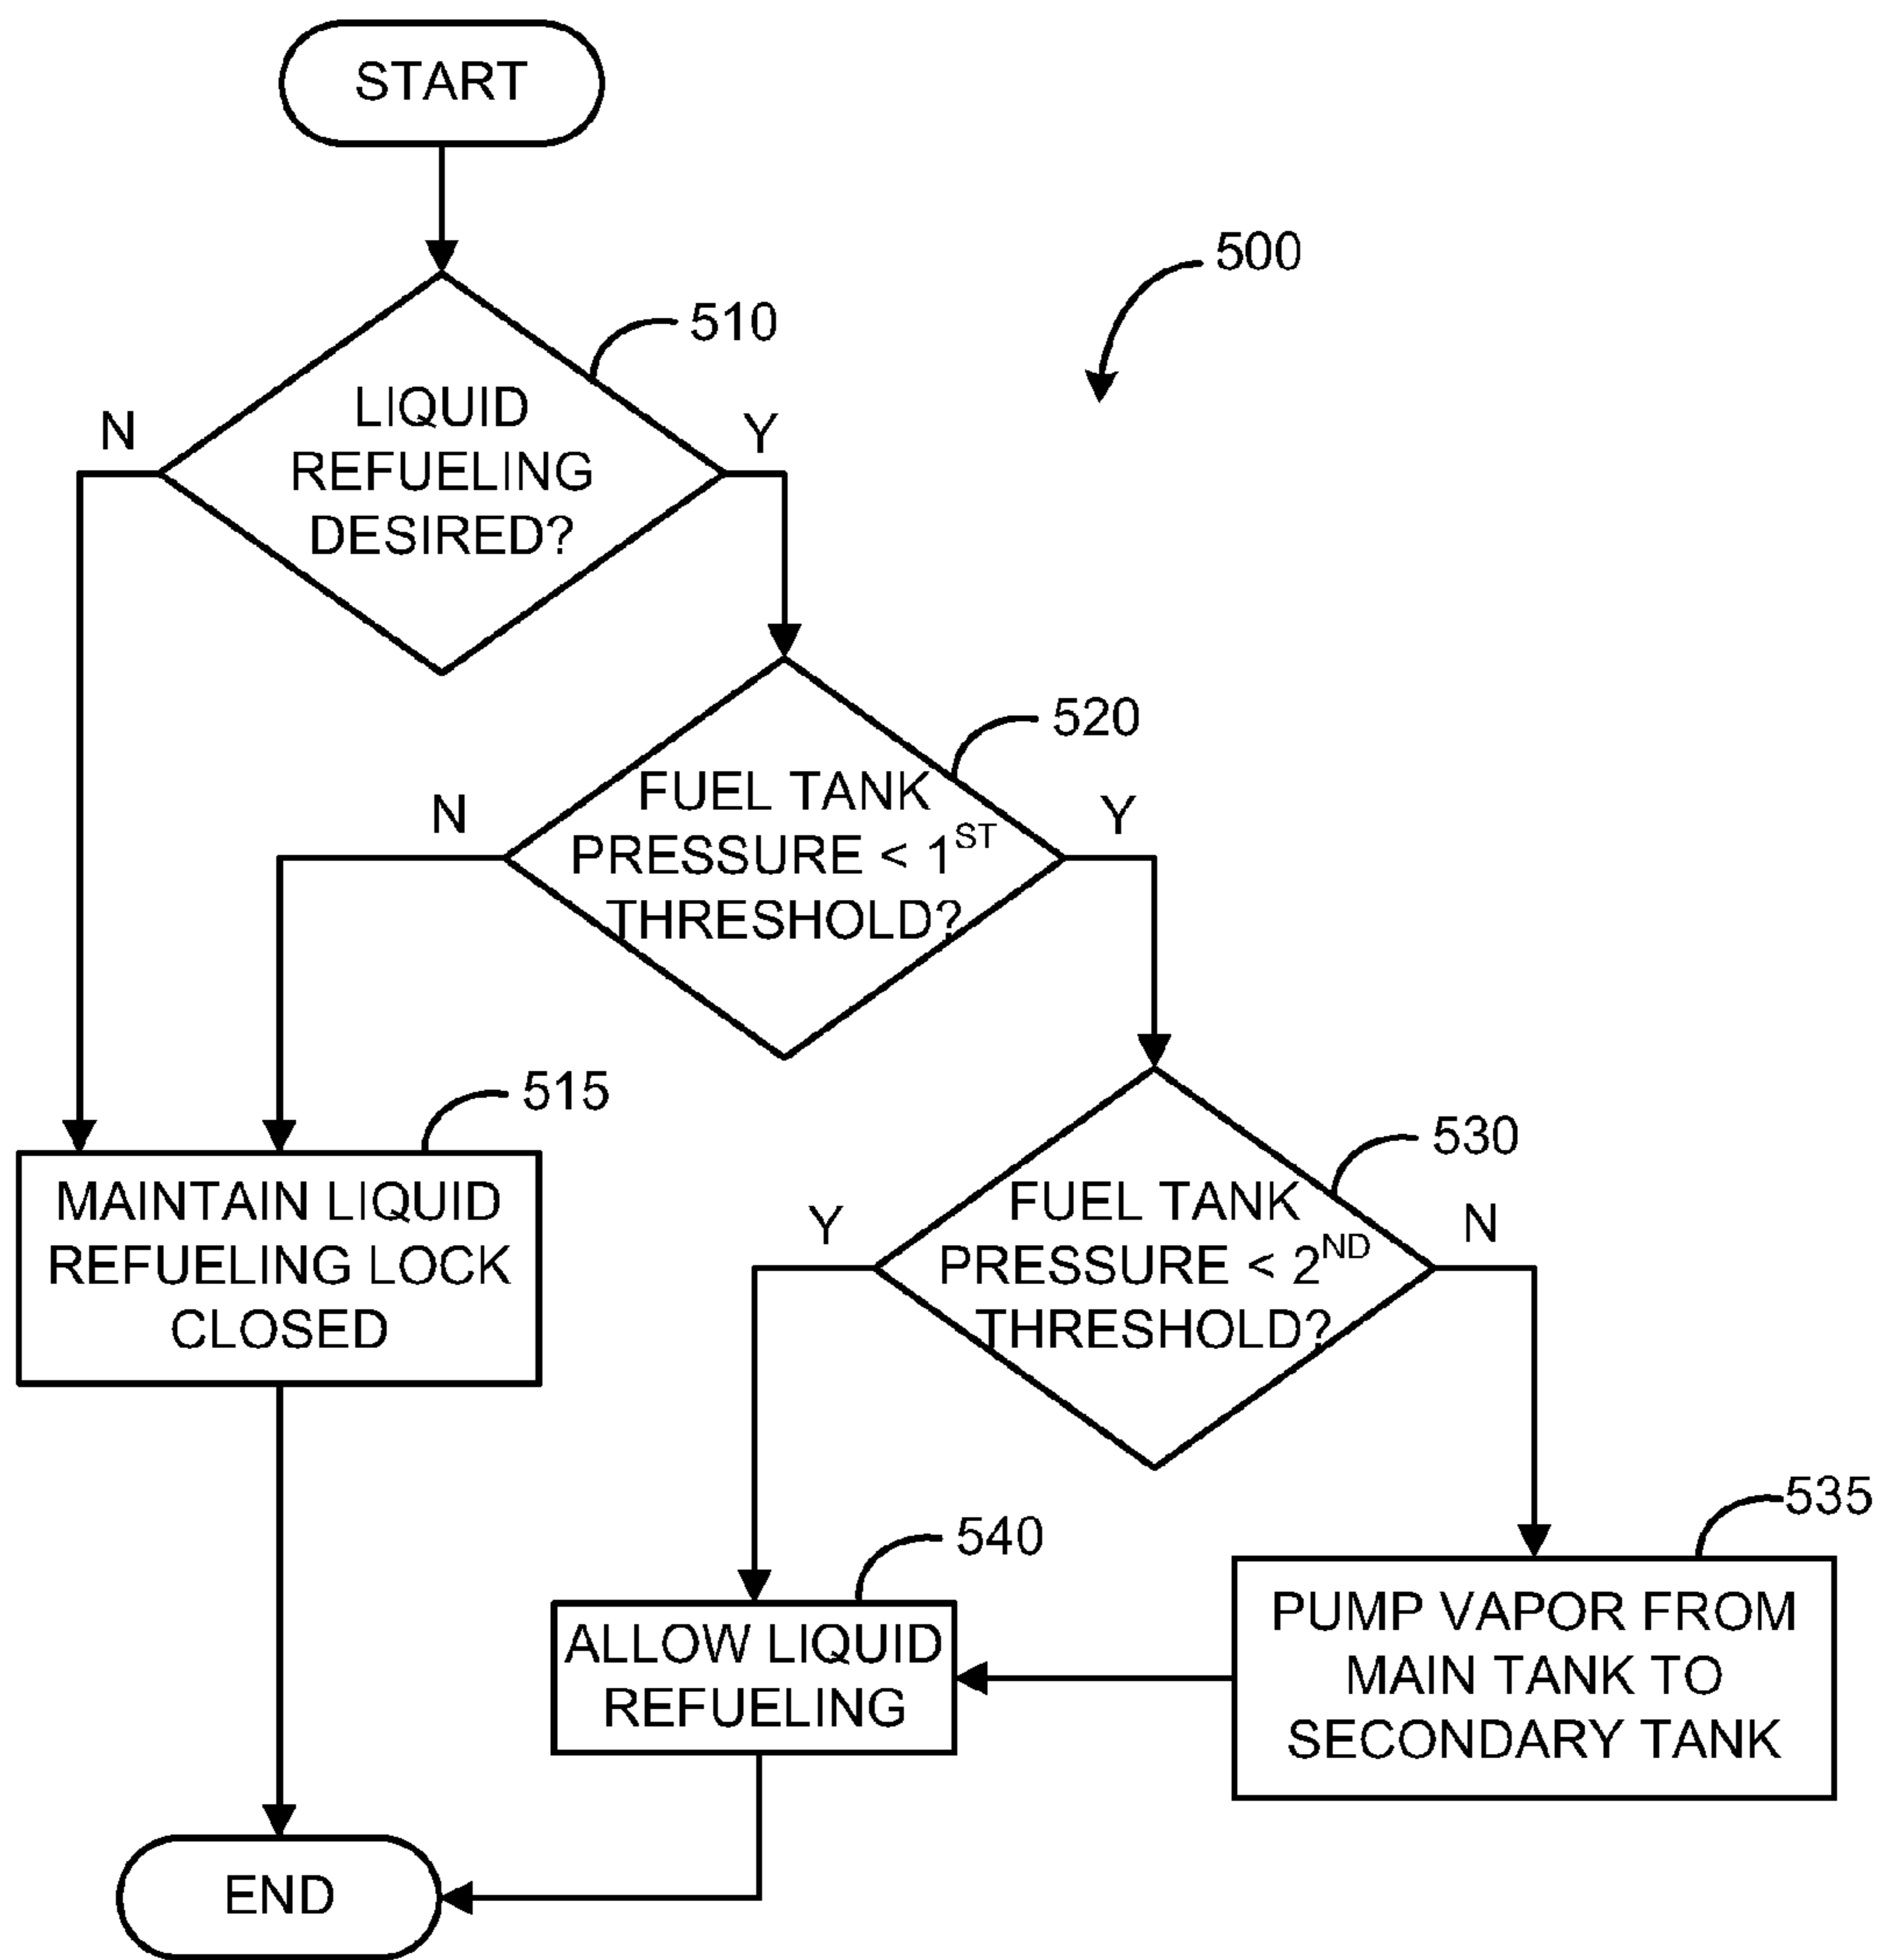 START
500
510
LIQUID
REFUELING
DESIRED?
N
Y
520
FUEL TANK
PRESSURE < 1ST
THRESHOLD?
N
Y
515
MAINTAIN LIQUID
REFUELING LOCK
CLOSED
530
FUEL TANK
PRESSURE < 2ND
THRESHOLD?
Y
N
535
PUMP VAPOR FROM
MAIN TANK TO
SECONDARY TANK
540
ALLOW LIQUID
REFUELING
END